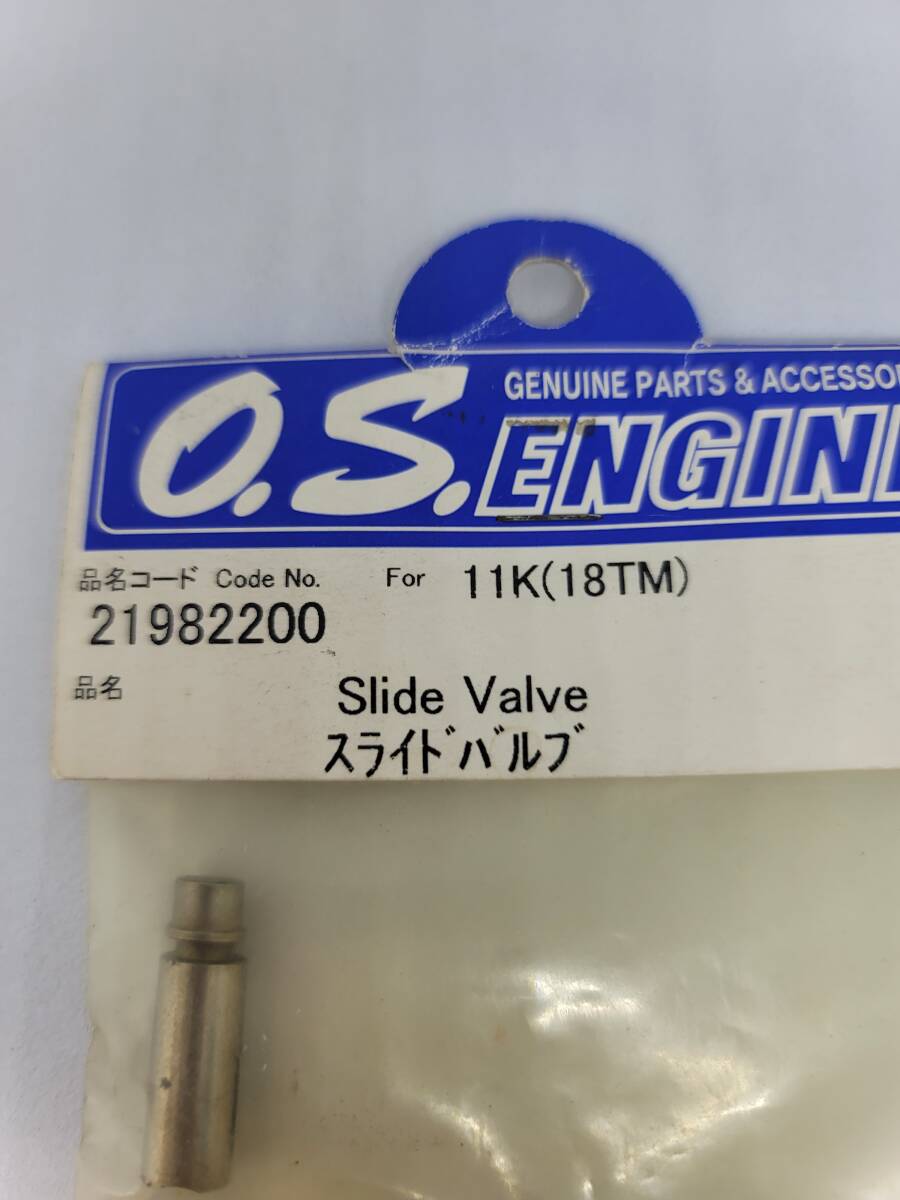 GENUINE PARTS & ACCESSO
O.S. ENGIN
品名コード Code No. For 11K(18TM)
21982200
品名 Slide Valve
スライドバルブ